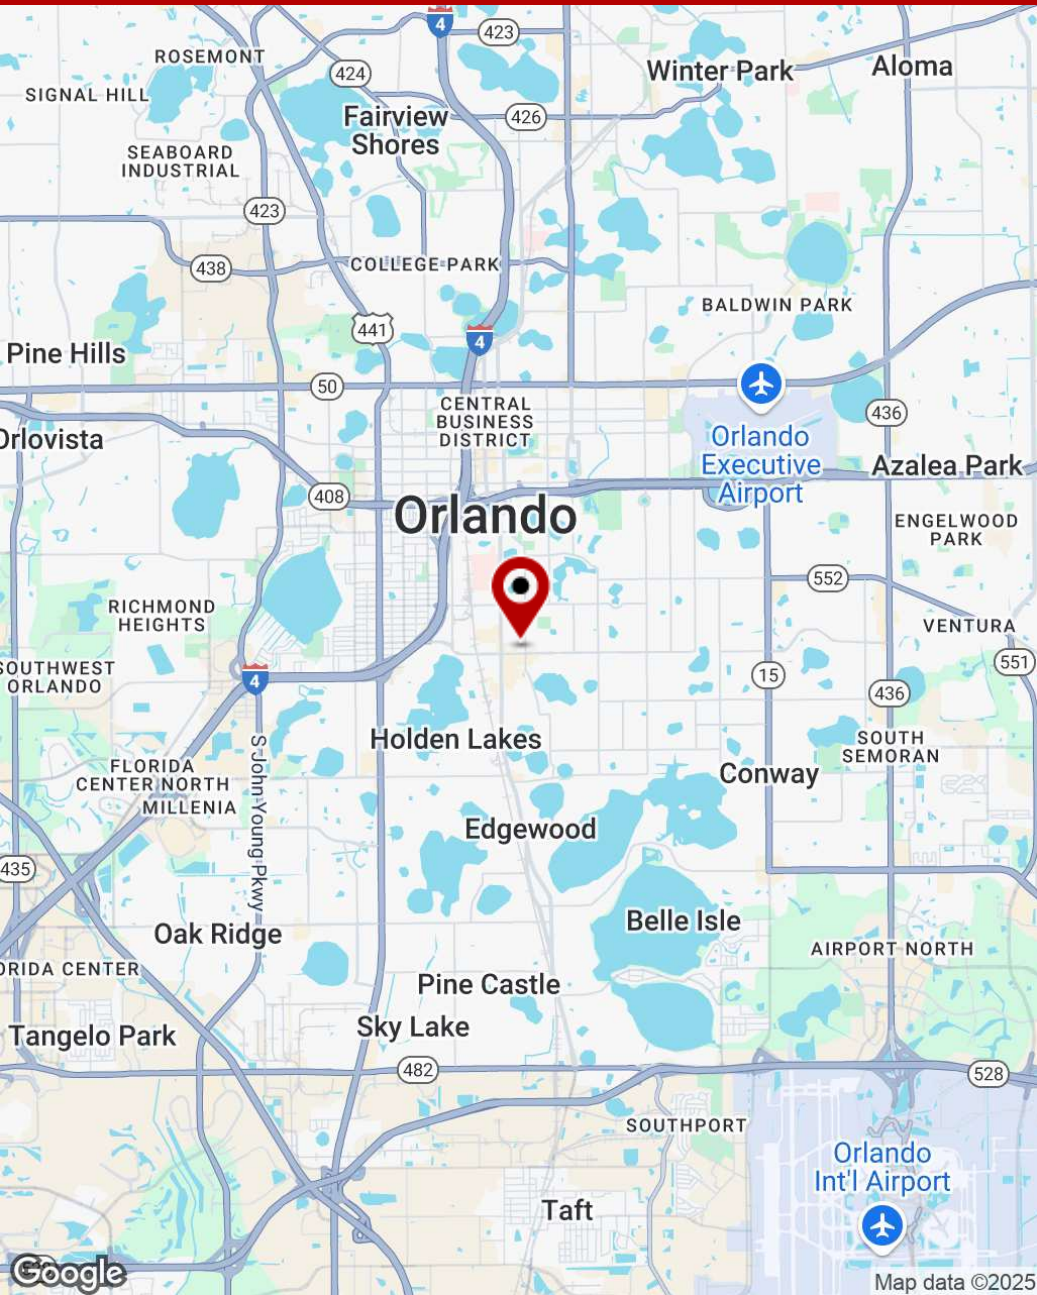 4
423
ROSEMONT
Winter Park
Aloma
424
SIGNAL HILL
Fairview
Shores
426
SEABOARD
INDUSTRIAL
423
438
COLLEGE PARK
BALDWIN PARK
441
4
Pine Hills
50
CENTRAL
BUSINESS
DISTRICT
436
Orlovista
Orlando
Executive
Airport
Azalea Park
408
Orlando
ENGELWOOD
PARK
552
RICHMOND
HEIGHTS
VENTURA
SOUTHWEST
ORLANDO
4
15
551
436
Holden Lakes
SOUTH
SEMORAN
FLORIDA
CENTER NORTH
S John Young Pkwy
Conway
MILLENIA
Edgewood
435
Belle Isle
Oak Ridge
AIRPORT NORTH
ORIDA CENTER
Pine Castle
Tangelo Park
Sky Lake
482
528
SOUTHPORT
Orlando
Int'l Airport
Taft
Google
Map data ©2025